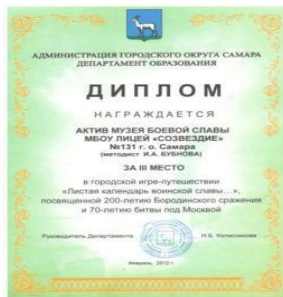 АДМИНИСТРАЦИЯ ГОРОДСКОГО ОКРУГА САМАРА
ДЕПАРТАМЕНТ ОБРАЗОВАНИЯ
ДИПЛОМ
НАГРАЖДАЕТСЯ
АКТИВ МУЗЕЯ БОЕВОЙ СЛАВЫ
МБОУ ЛИЦЕЙ «СОЗВЕЗДИЕ»
№131 г. о. Самара
(методист И.А. БУБНОВА)
ЗА III МЕСТО
в городской игре-путешествии
«Листая календарь воинской славы...»,
посвященной 200-летию Бородинского сражения
и 70-летию битвы под Москвой
Руководитель Департамента Н.Б. Колесникова
Февраль, 2012 г.